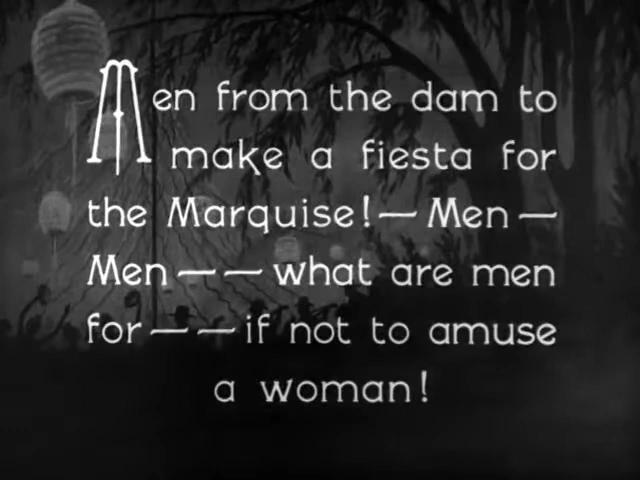 Men from the dam to
make a fiesta for
the Marquise!—Men—
Men——what are men
for——if not to amuse
a woman!